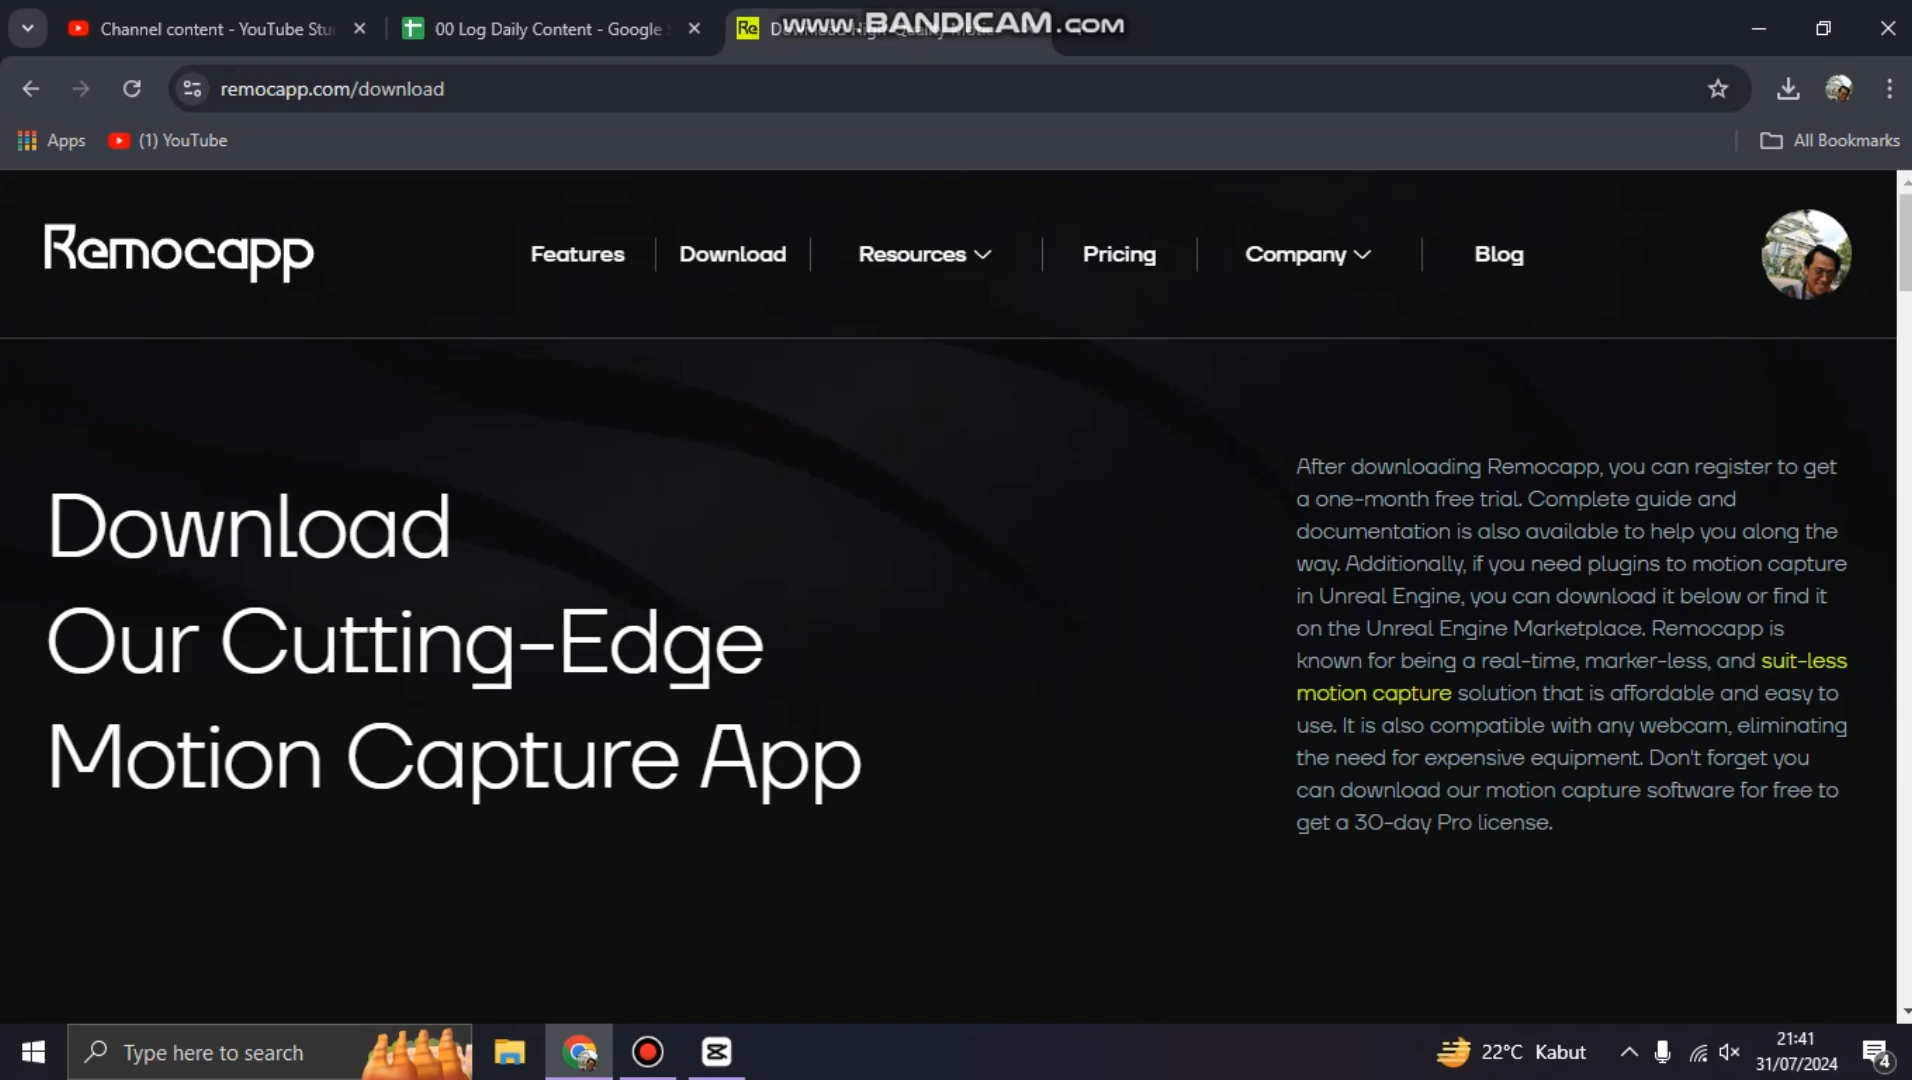 Channel content - YouTube Stu
00 Log Daily Content - Google S
Re
www.BANDICAM.com
remocapp.com/download
Apps
(1) YouTube
All Bookmarks
Remocapp
Features
Download
Resources
Pricing
Company
Blog
Download
Our Cutting-Edge
Motion Capture App
After downloading Remocapp, you can register to get
a one-month free trial. Complete guide and
documentation is also available to help you along the
way. Additionally, if you need plugins to motion capture
in Unreal Engine, you can download it below or find it
on the Unreal Engine Marketplace. Remocapp is
known for being a real-time, marker-less, and suit-less
motion capture solution that is affordable and easy to
use. It is also compatible with any webcam, eliminating
the need for expensive equipment. Don't forget you
can download our motion capture software for free to
get a 30-day Pro license.
Type here to search
22°C Kabut
21:41
31/07/2024
4